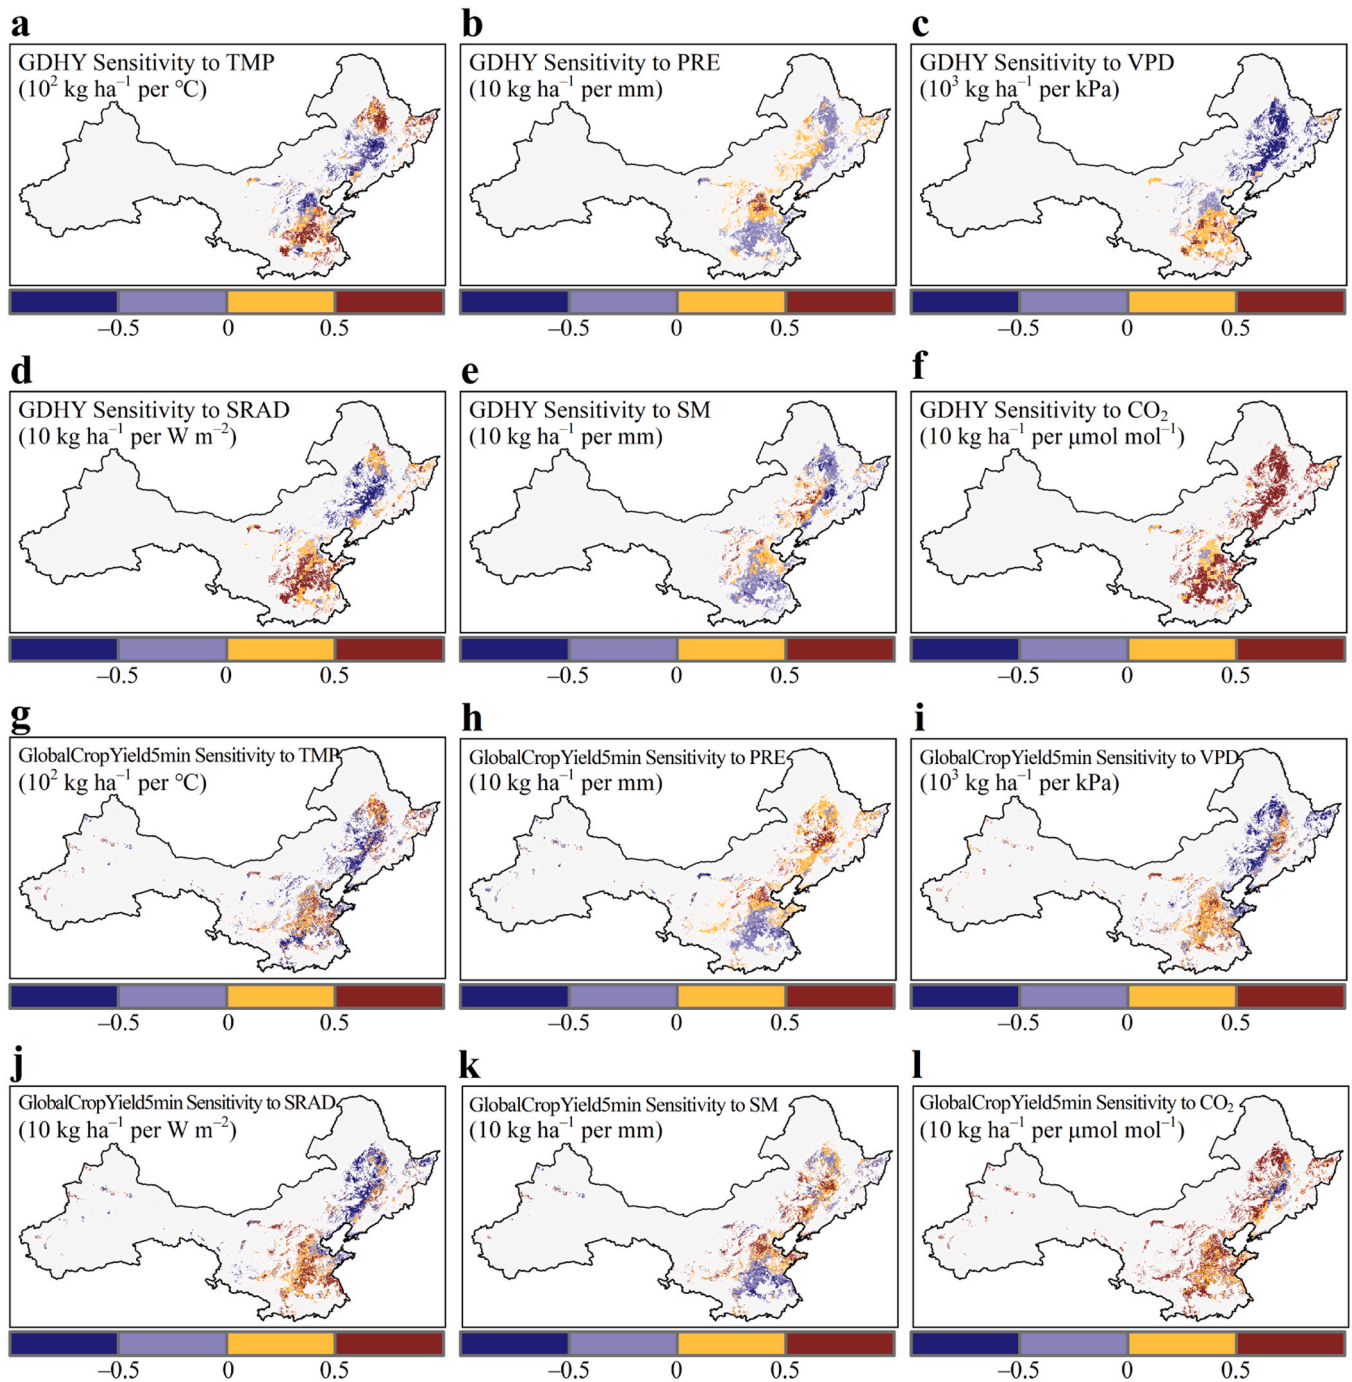 a
GDHY Sensitivity to TMP
(10² kg ha⁻¹ per °C)
−0.5 0 0.5
b
GDHY Sensitivity to PRE
(10 kg ha⁻¹ per mm)
−0.5 0 0.5
c
GDHY Sensitivity to VPD
(10³ kg ha⁻¹ per kPa)
−0.5 0 0.5
d
GDHY Sensitivity to SRAD
(10 kg ha⁻¹ per W m⁻²)
−0.5 0 0.5
e
GDHY Sensitivity to SM
(10 kg ha⁻¹ per mm)
−0.5 0 0.5
f
GDHY Sensitivity to CO₂
(10 kg ha⁻¹ per μmol mol⁻¹)
−0.5 0 0.5
g
GlobalCropYield5min Sensitivity to TMP
(10² kg ha⁻¹ per °C)
−0.5 0 0.5
h
GlobalCropYield5min Sensitivity to PRE
(10 kg ha⁻¹ per mm)
−0.5 0 0.5
i
GlobalCropYield5min Sensitivity to VPD
(10³ kg ha⁻¹ per kPa)
−0.5 0 0.5
j
GlobalCropYield5min Sensitivity to SRAD
(10 kg ha⁻¹ per W m⁻²)
−0.5 0 0.5
k
GlobalCropYield5min Sensitivity to SM
(10 kg ha⁻¹ per mm)
−0.5 0 0.5
l
GlobalCropYield5min Sensitivity to CO₂
(10 kg ha⁻¹ per μmol mol⁻¹)
−0.5 0 0.5